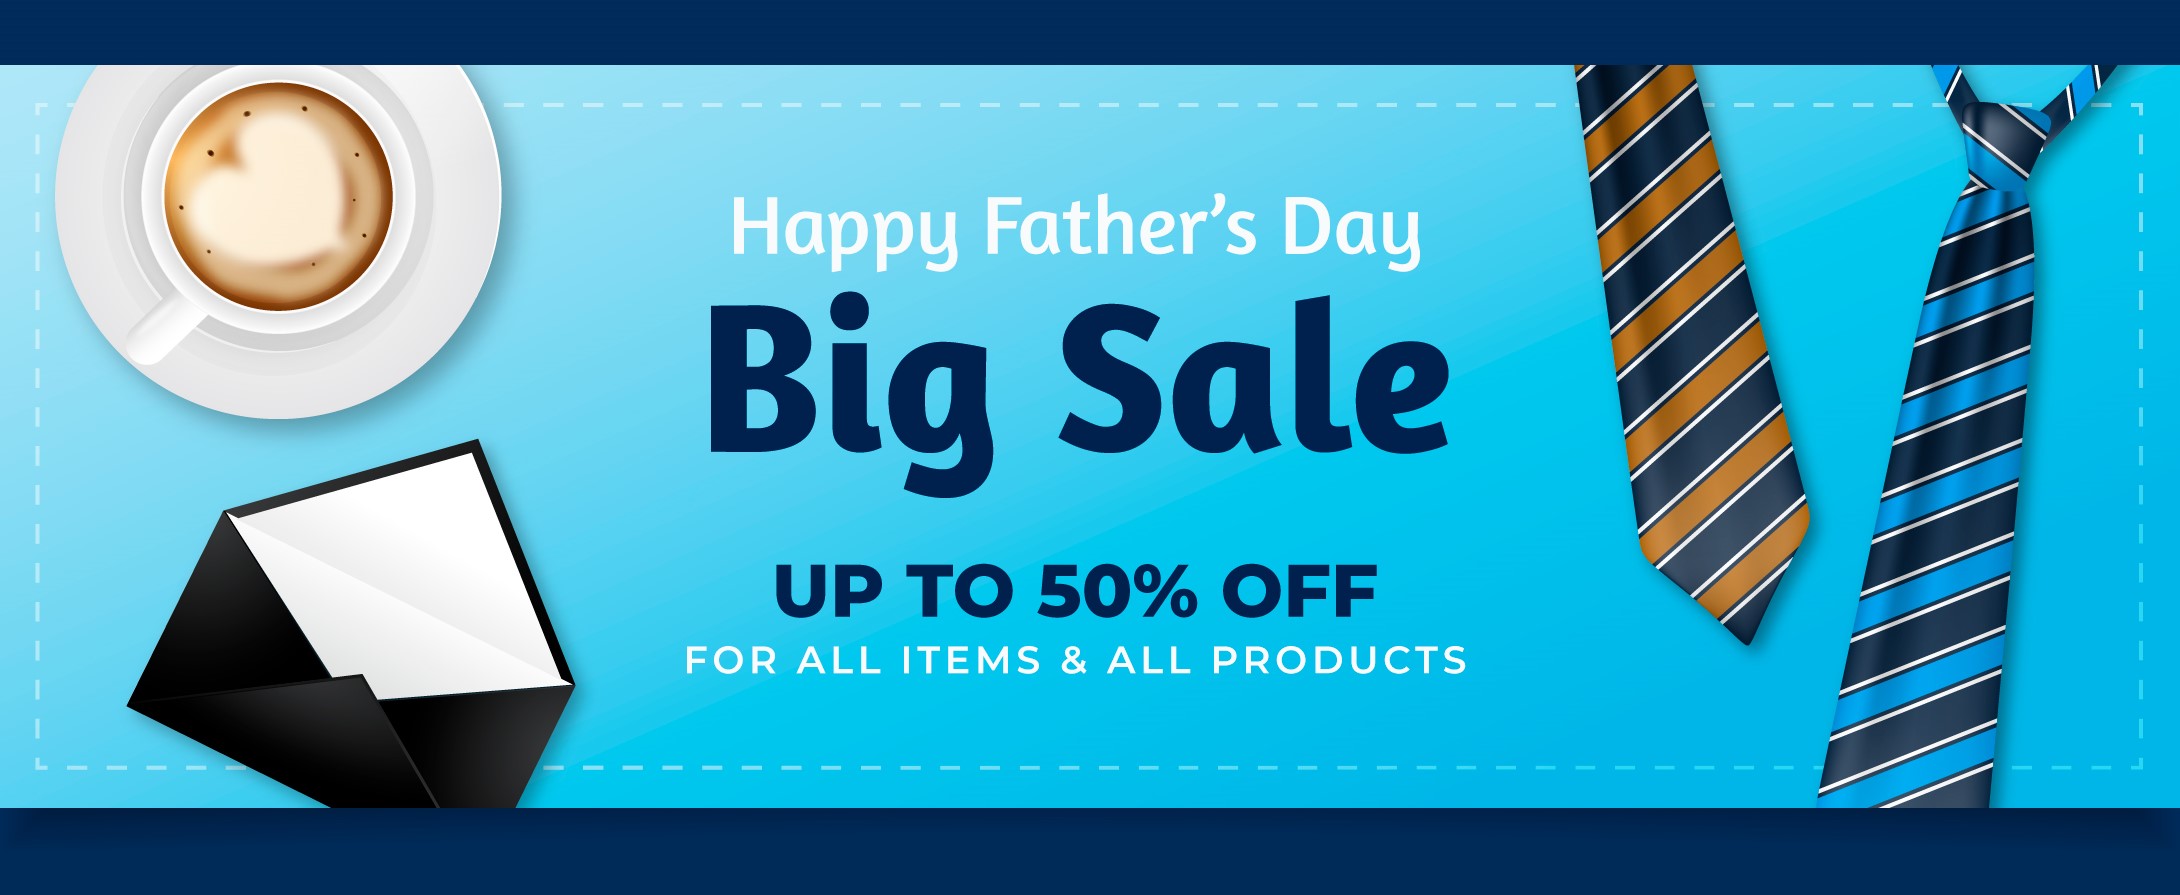 Happy Father’s Day
Big Sale
UP TO 50% OFF
FOR ALL ITEMS & ALL PRODUCTS